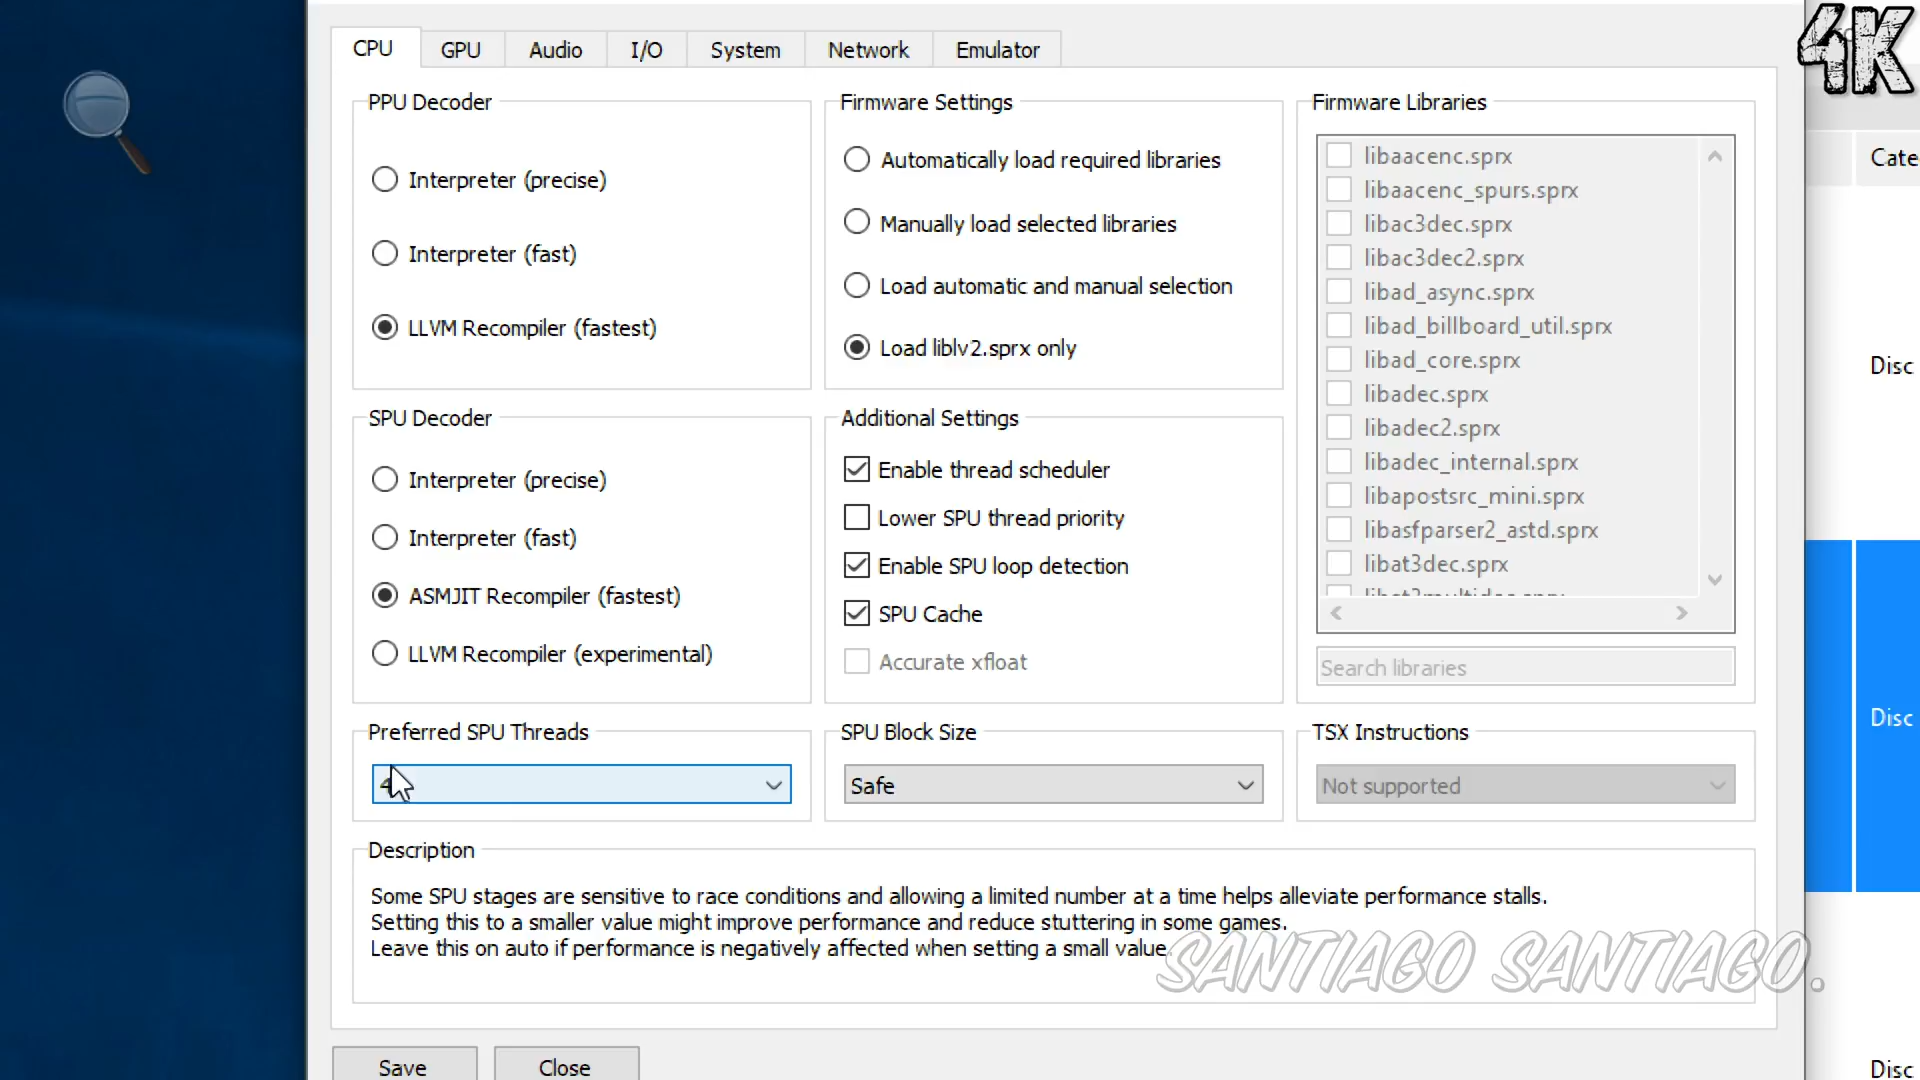 CPU
GPU
Audio
I/O
System
Network
Emulator
4K
PPU Decoder
Interpreter (precise)
Interpreter (fast)
LLVM Recompiler (fastest)
Firmware Settings
Automatically load required libraries
Manually load selected libraries
Load automatic and manual selection
Load liblv2.sprx only
Firmware Libraries
libaacenc.sprx
libaacenc_spurs.sprx
libac3dec.sprx
libac3dec2.sprx
libad_async.sprx
libad_billboard_util.sprx
libad_core.sprx
libadec.sprx
libadec2.sprx
libadec_internal.sprx
libapostsrc_mini.sprx
libasfparser2_astd.sprx
libat3dec.sprx
Search libraries
SPU Decoder
Interpreter (precise)
Interpreter (fast)
ASMJIT Recompiler (fastest)
LLVM Recompiler (experimental)
Additional Settings
Enable thread scheduler
Lower SPU thread priority
Enable SPU loop detection
SPU Cache
Accurate xfloat
Preferred SPU Threads
4
SPU Block Size
Safe
TSX Instructions
Not supported
Description
Some SPU stages are sensitive to race conditions and allowing a limited number at a time helps alleviate performance stalls.
Setting this to a smaller value might improve performance and reduce stuttering in some games.
Leave this on auto if performance is negatively affected when setting a small value.
SANTIAGO SANTIAGO.
Save
Close
Cate
Disc
Disc
Disc